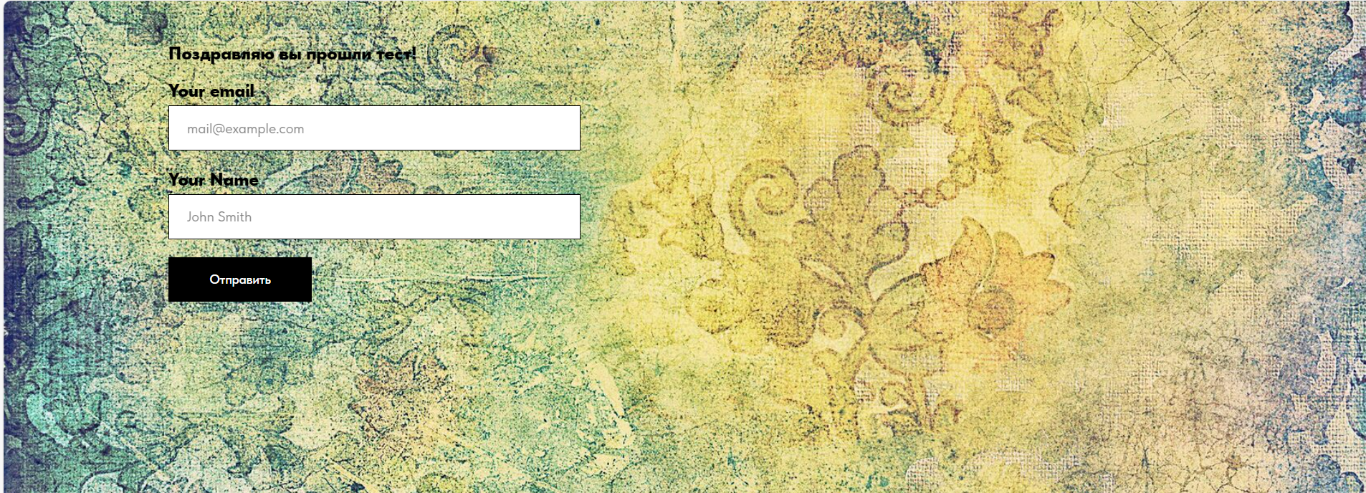 Поздравляю вы прошли тест!
Your email
mail@example.com
Your Name
John Smith
Отправить